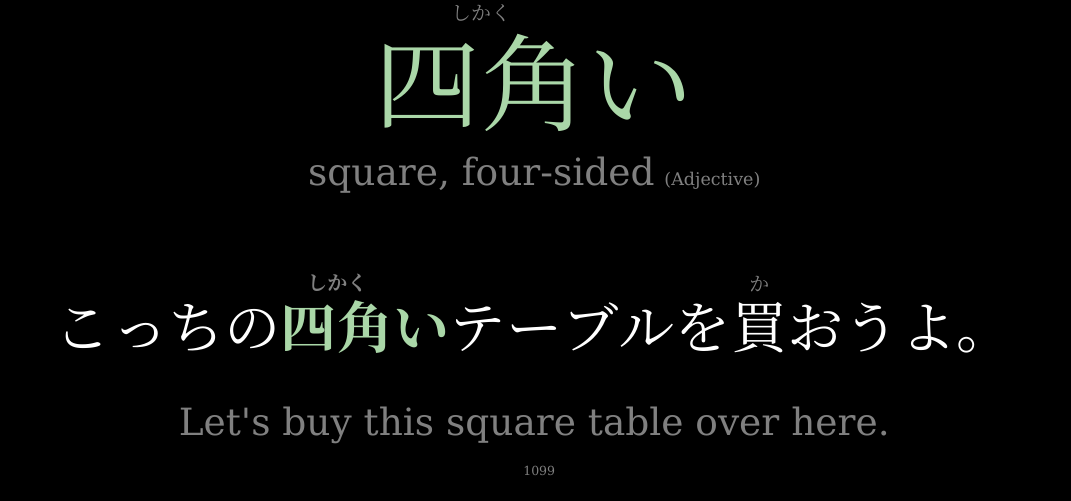 しかく
四角い
square, four-sided (Adjective)
しかく か
こっちの四角いテーブルを買おうよ。
Let's buy this square table over here.
1099